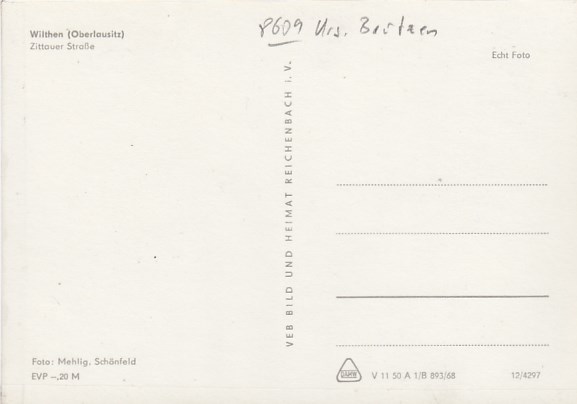 8609 Krs. Bautzen
Wilthen (Oberlausitz)
Zittauer Straße
Echt Foto
VEB BILD UND HEIMAT REICHENBACH i. V.
Foto: Mehlig, Schönfeld
EVP –,20 M
V 11 50 A 1/B 893/68
12/4297